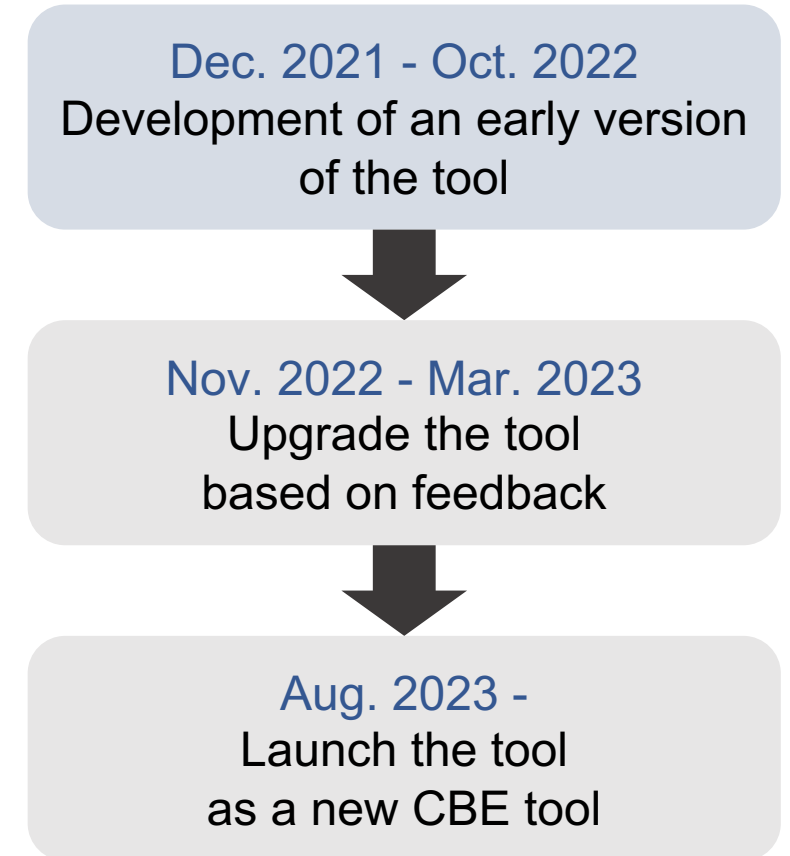 Dec. 2021 - Oct. 2022
Development of an early version
of the tool
Nov. 2022 - Mar. 2023
Upgrade the tool
based on feedback
Aug. 2023 -
Launch the tool
as a new CBE tool